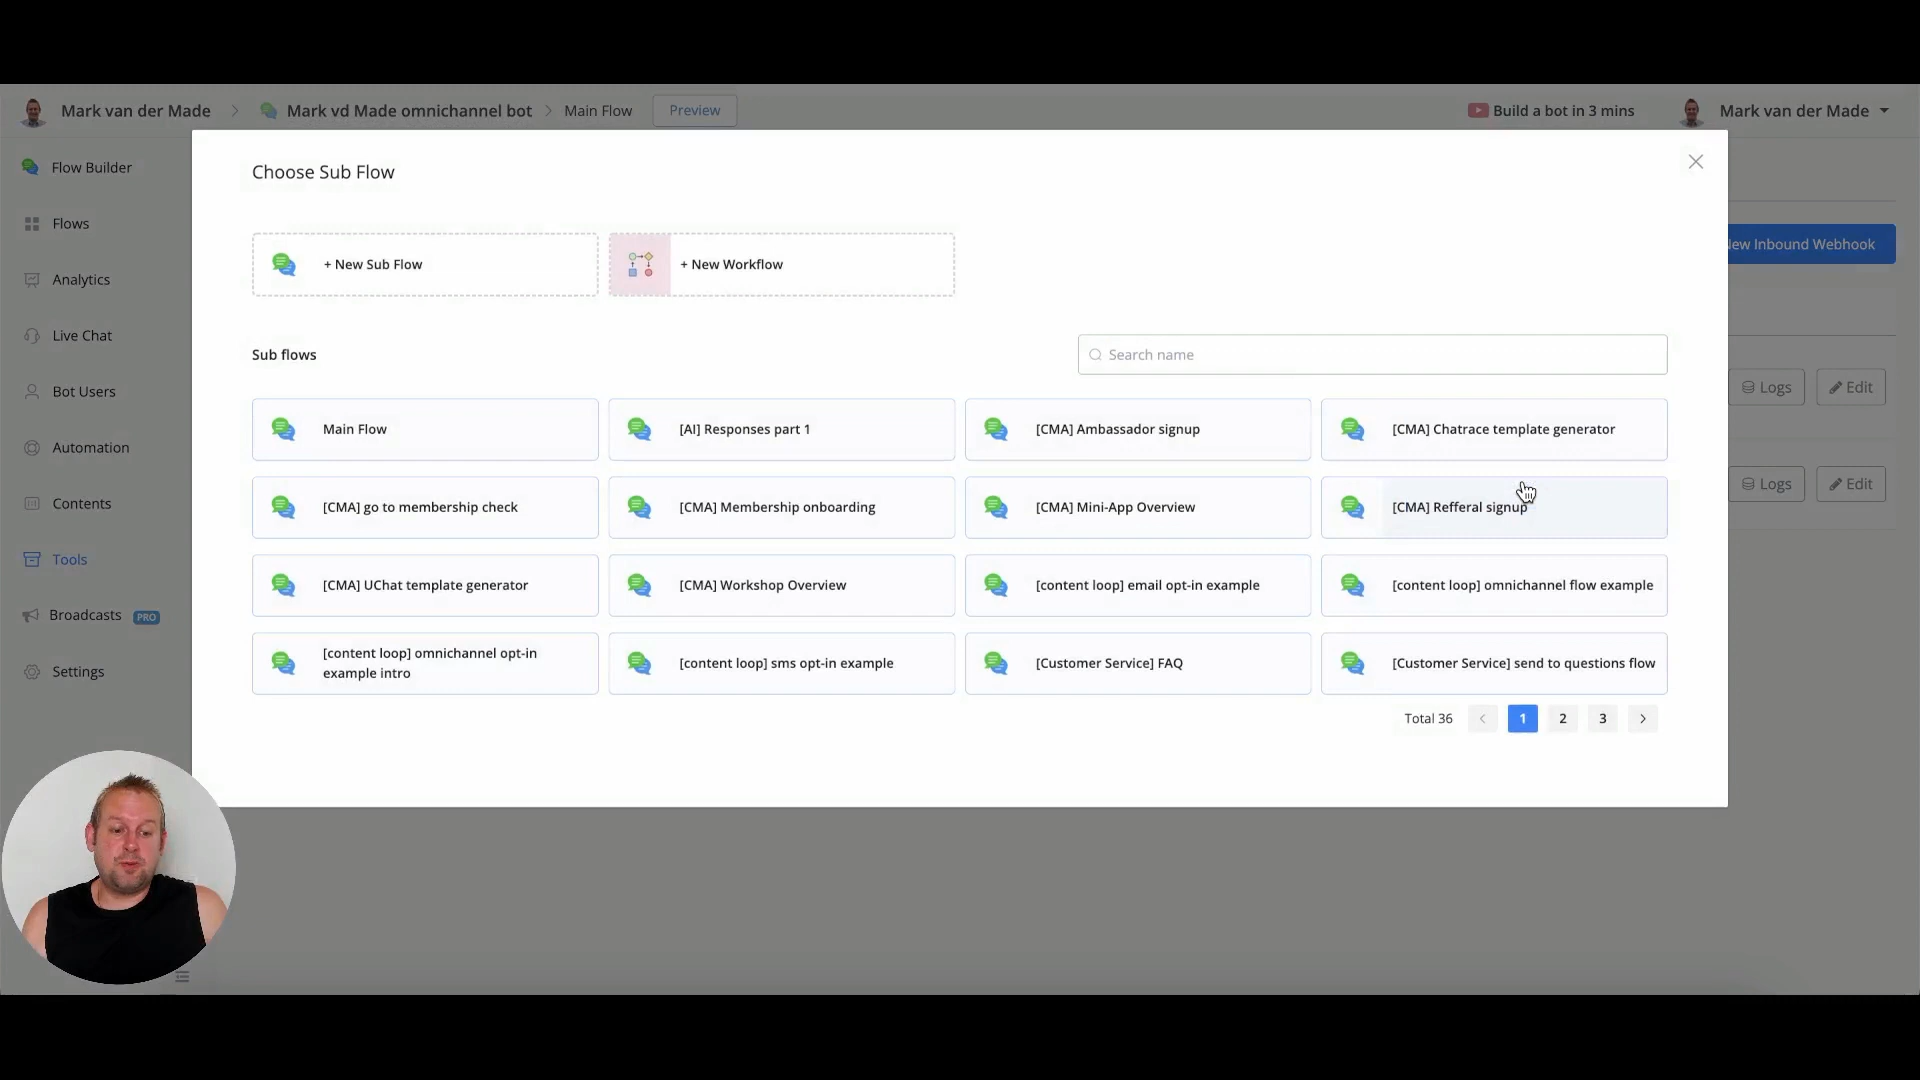 Mark van der Made > Mark vd Made omnichannel bot > Main Flow Preview
Build a bot in 3 mins Mark van der Made
Flow Builder
Flows
Analytics
Live Chat
Bot Users
Automation
Contents
Tools
Broadcasts PRO
Settings
Choose Sub Flow
+ New Sub Flow
+ New Workflow
New Inbound Webhook
Sub flows
Search name
Main Flow
[AI] Responses part 1
[CMA] Ambassador signup
[CMA] Chatrace template generator
Logs Edit
[CMA] go to membership check
[CMA] Membership onboarding
[CMA] Mini-App Overview
[CMA] Refferal signup
Logs Edit
[CMA] UChat template generator
[CMA] Workshop Overview
[content loop] email opt-in example
[content loop] omnichannel flow example
[content loop] omnichannel opt-in
example intro
[content loop] sms opt-in example
[Customer Service] FAQ
[Customer Service] send to questions flow
Total 36 < 1 2 3 >